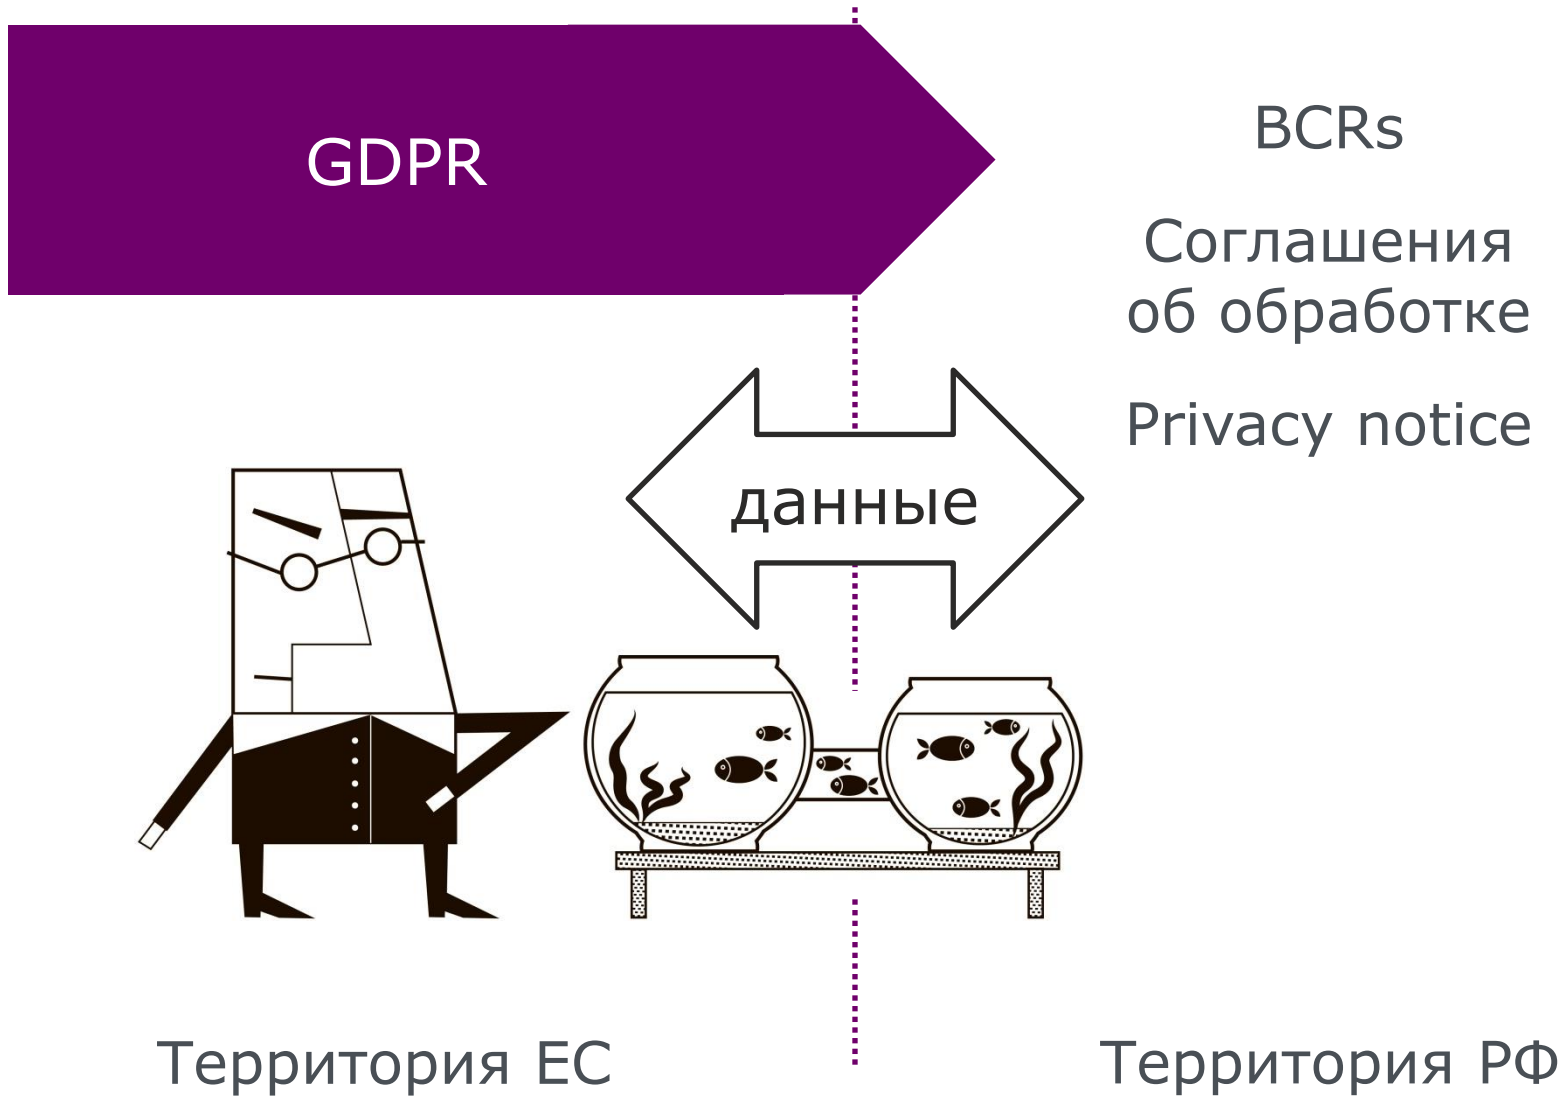 GDPR
BCRs
Соглашения
об обработке
Privacy notice
данные
Территория ЕС
Территория РФ